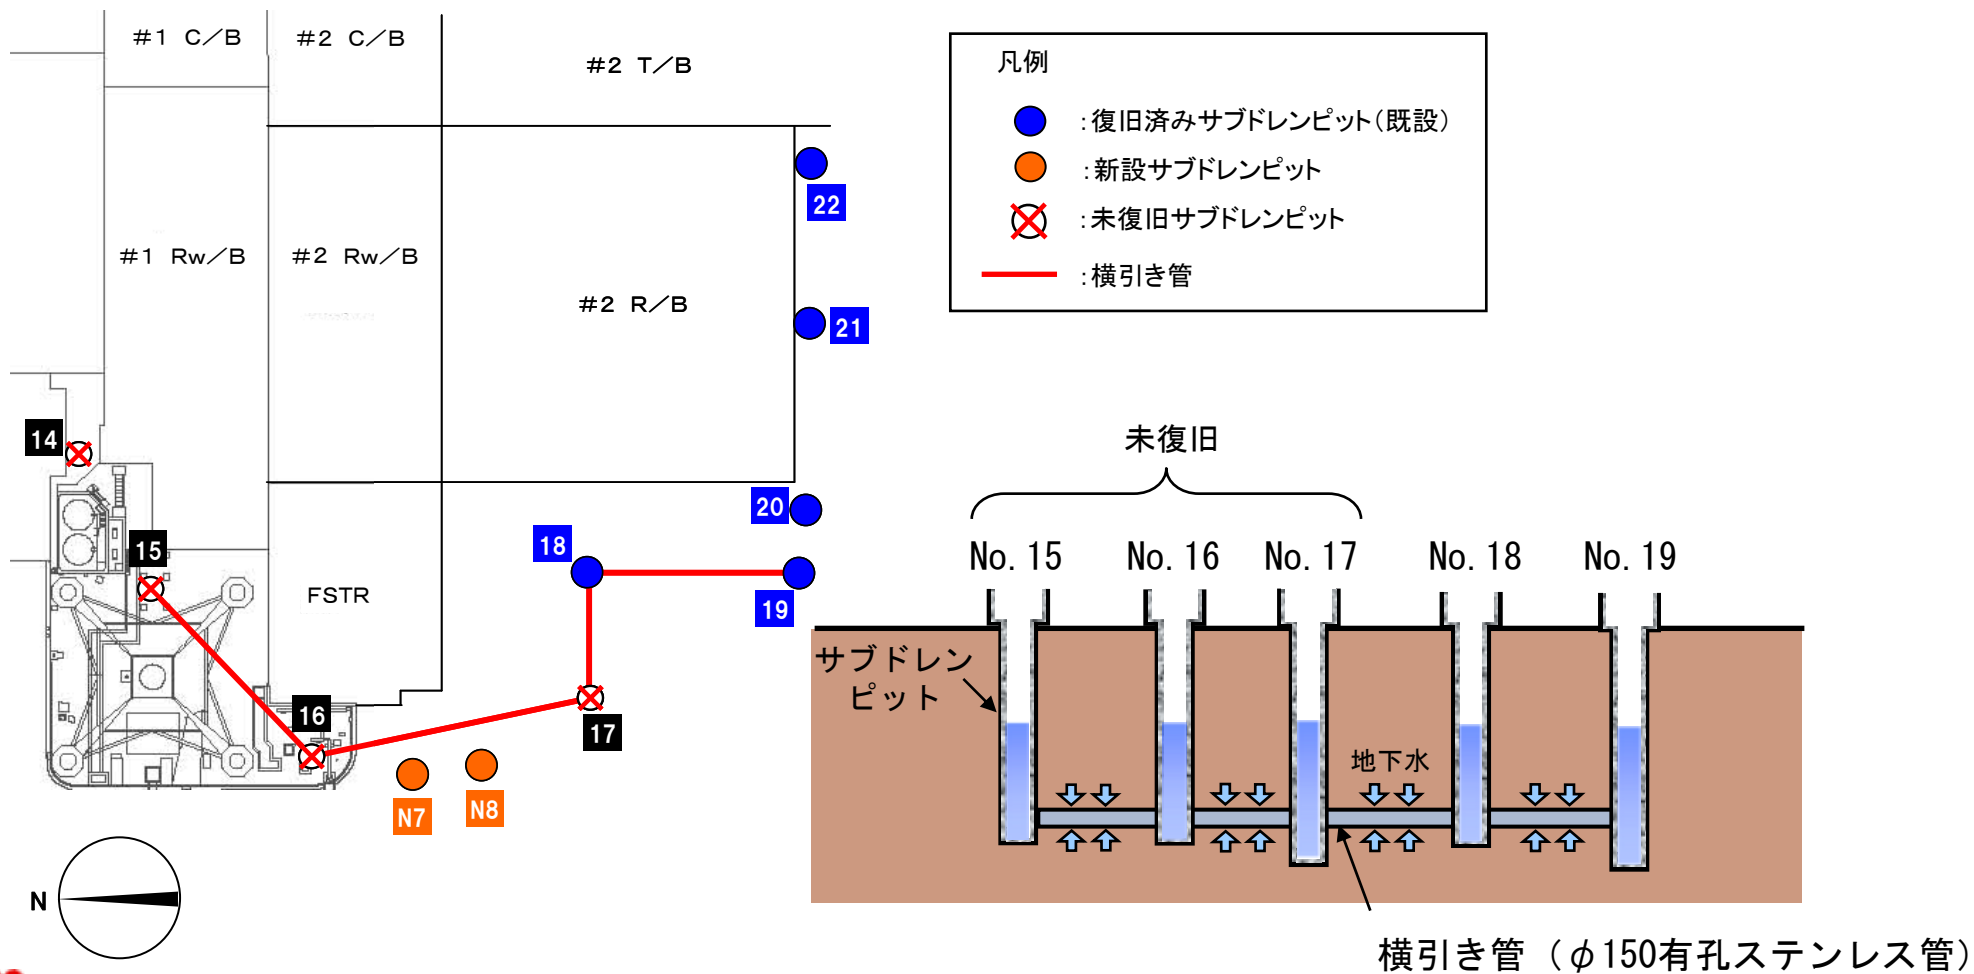 #1 C/B
#2 C/B
#2 T/B
#1 Rw/B
#2 Rw/B
#2 R/B
FSTR
14
15
16
17
18
19
20
21
22
N7
N8
N
凡例
:復旧済みサブドレンピット(既設)
:新設サブドレンピット
:未復旧サブドレンピット
:横引き管
未復旧
No. 15
No. 16
No. 17
No. 18
No. 19
サブドレン
ピット
地下水
横引き管 (φ150有孔ステンレス管)